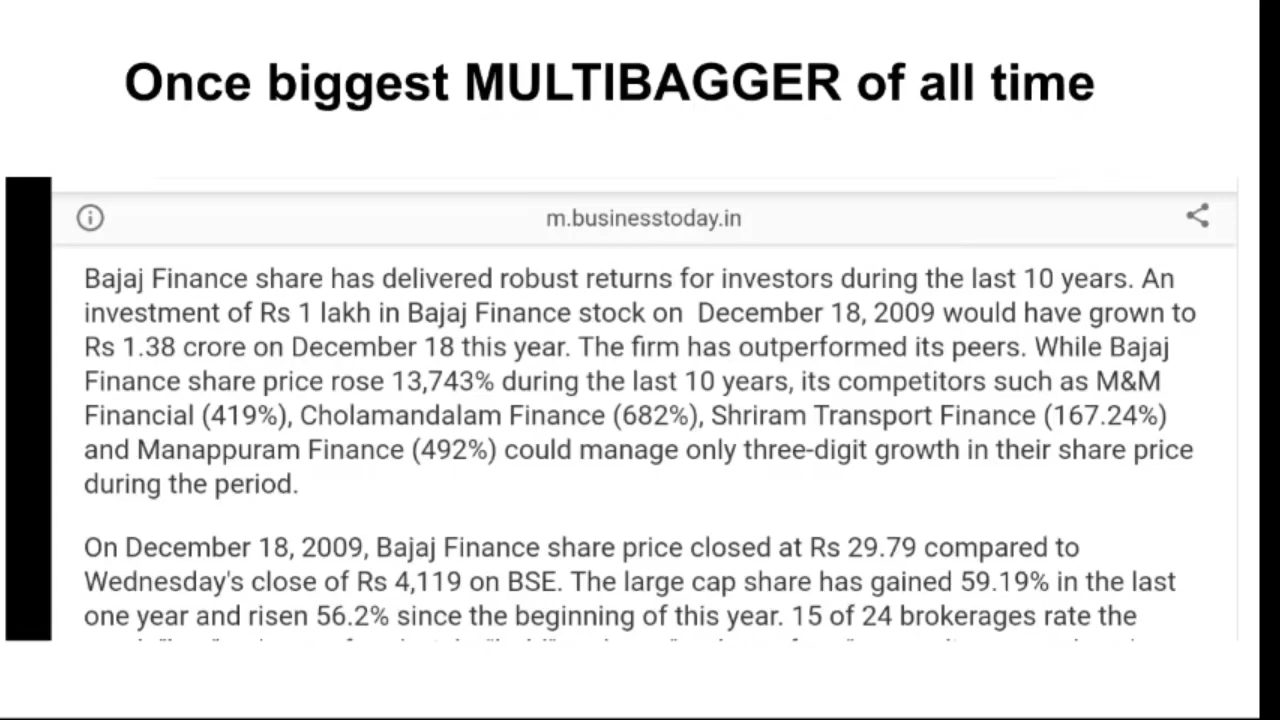 Once biggest MULTIBAGGER of all time
m.businesstoday.in
Bajaj Finance share has delivered robust returns for investors during the last 10 years. An
investment of Rs 1 lakh in Bajaj Finance stock on December 18, 2009 would have grown to
Rs 1.38 crore on December 18 this year. The firm has outperformed its peers. While Bajaj
Finance share price rose 13,743% during the last 10 years, its competitors such as M&M
Financial (419%), Cholamandalam Finance (682%), Shriram Transport Finance (167.24%)
and Manappuram Finance (492%) could manage only three-digit growth in their share price
during the period.
On December 18, 2009, Bajaj Finance share price closed at Rs 29.79 compared to
Wednesday's close of Rs 4,119 on BSE. The large cap share has gained 59.19% in the last
one year and risen 56.2% since the beginning of this year. 15 of 24 brokerages rate the